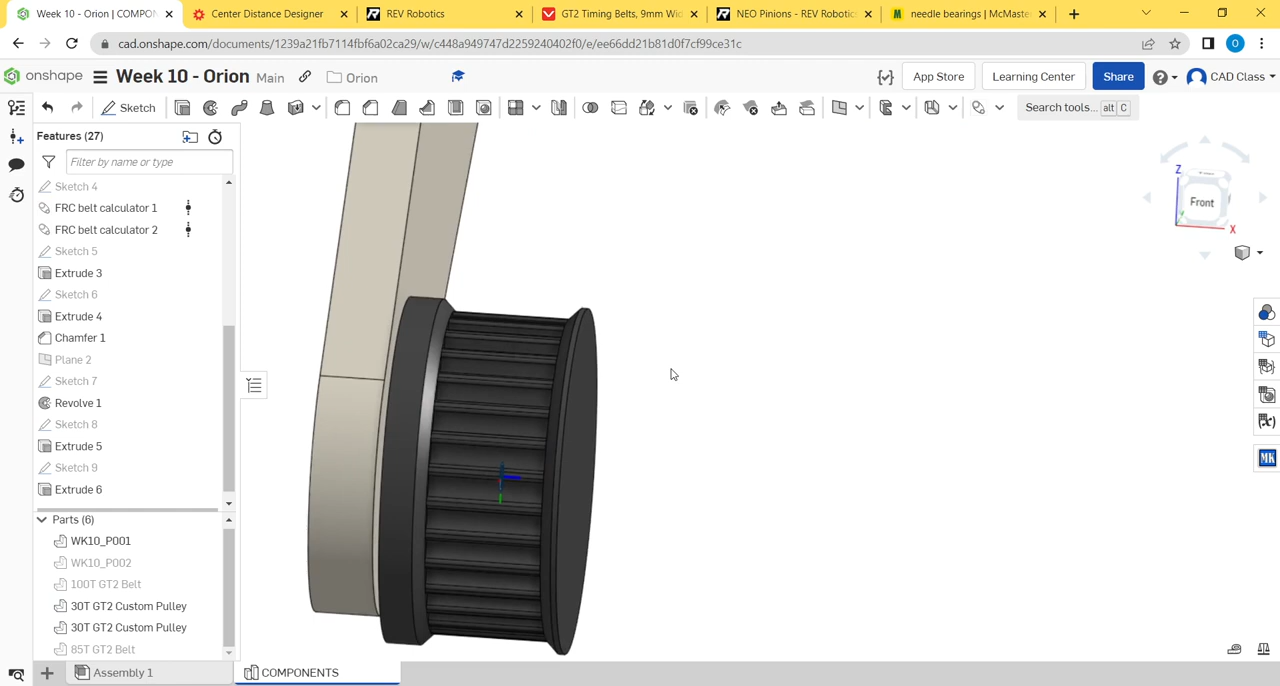 Week 10 - Orion | COMPON
Center Distance Designer
REV Robotics
GT2 Timing Belts, 9mm Wi
NEO Pinions - REV Robotic
needle bearings | McMaste
cad.onshape.com/documents/1239a21fb7114fbf6a02ca29/w/c449a949747d3259240402f0/e/ee66dd21b81d0f7cf99ce31c
O
onshape
Week 10 - Orion
Main
Orion
App Store
Learning Center
Share
CAD Class
Sketch
Search tools... alt C
Features (27)
Filter by name or type
Sketch 4
FRC belt calculator 1
FRC belt calculator 2
Sketch 5
Extrude 3
Sketch 6
Extrude 4
Chamfer 1
Plane 2
Sketch 7
Revolve 1
Sketch 8
Extrude 5
Sketch 9
Extrude 6
Parts (6)
WK10_P001
WK10_P002
100T GT2 Belt
30T GT2 Custom Pulley
30T GT2 Custom Pulley
85T GT2 Belt
Z
Front
X
MK
Assembly 1
COMPONENTS